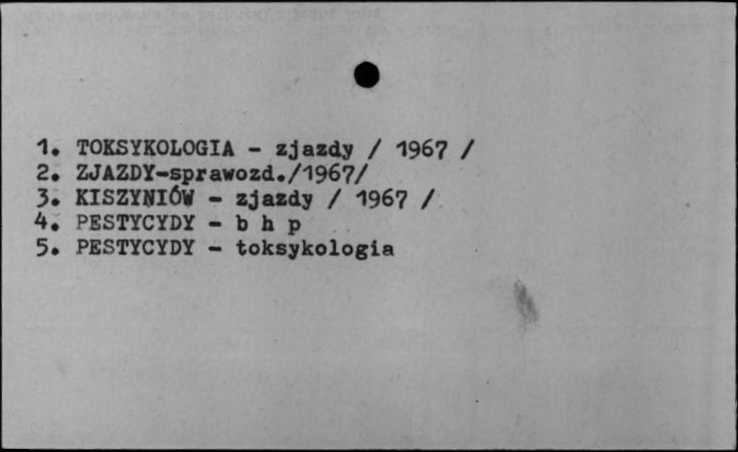 1. TOKSYKOLOGIA - zjazdy / 1967 /
2. ZJAZDY-sprawozd./1967/
3. KISZYNIÓW - zjazdy / 1967 /
4. PESTYCYDY - b h p
5. PESTYCYDY - toksykologia